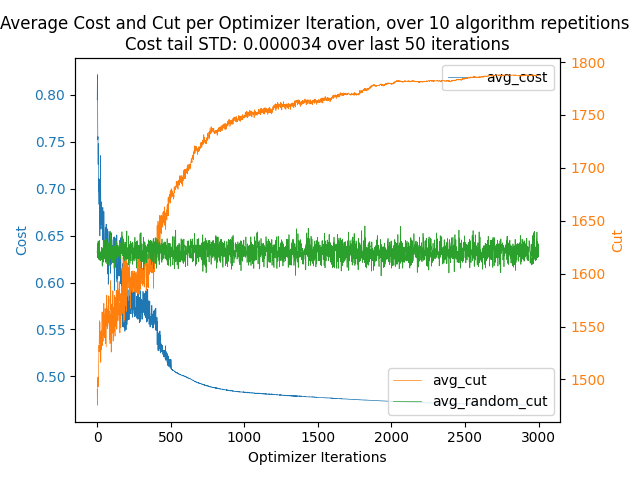 Average Cost and Cut per Optimizer Iteration, over 10 algorithm repetitions
Cost tail STD: 0.000034 over last 50 iterations
avg_cost
0.80
0.75
0.70
0.65
0.60
0.55
0.50
Cost
1800
1750
1700
1650
1600
1550
1500
Cut
avg_cut
avg_random_cut
0
500
1000
1500
2000
2500
3000
Optimizer Iterations